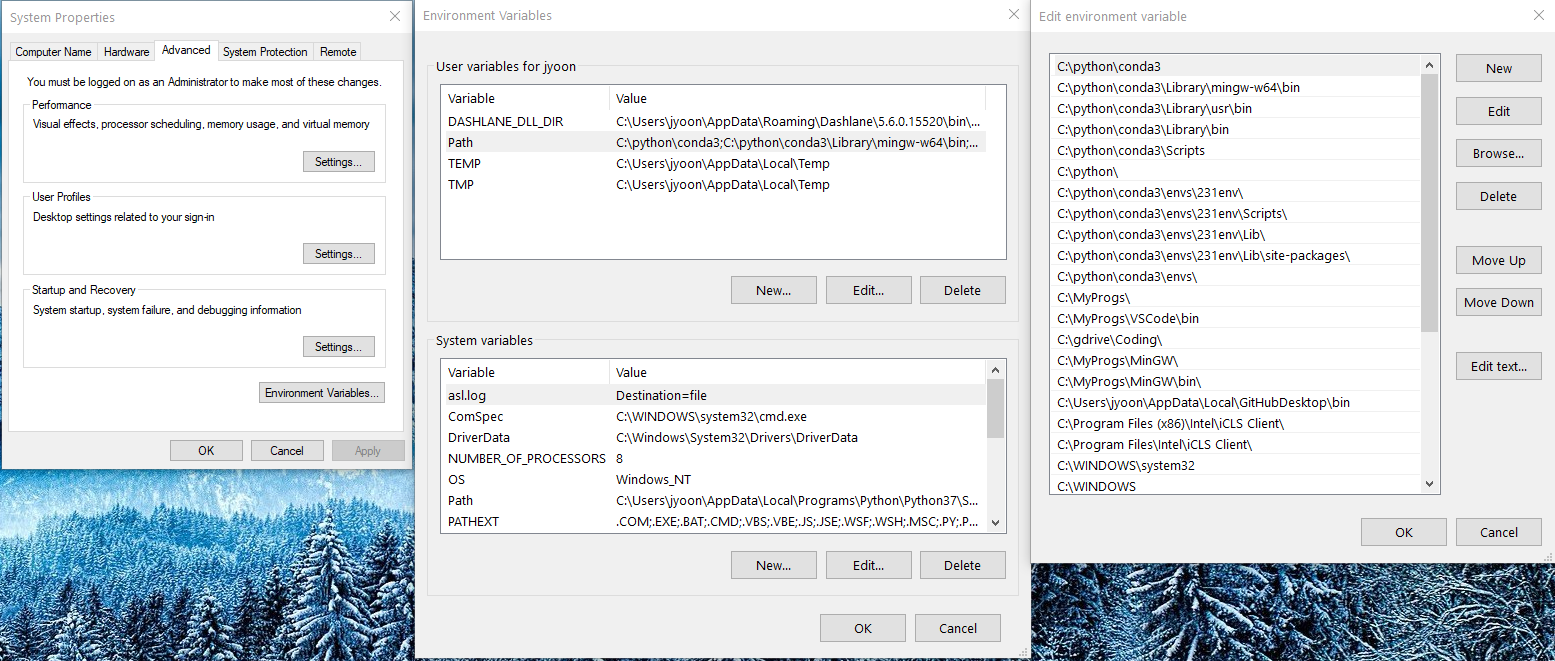 System Properties
Computer Name Hardware Advanced System Protection Remote
You must be logged on as an Administrator to make most of these changes.
Performance
Visual effects, processor scheduling, memory usage, and virtual memory
Settings...
User Profiles
Desktop settings related to your sign-in
Settings...
Startup and Recovery
System startup, system failure, and debugging information
Settings...
Environment Variables...
OK Cancel Apply
Environment Variables
User variables for jyoon
Variable Value
DASHLANE_DLL_DIR C:\Users\jyoon\AppData\Roaming\Dashlane\5.6.0.15520\bin\...
Path C:\python\conda3;C:\python\conda3\Library\mingw-w64\bin;...
TEMP C:\Users\jyoon\AppData\Local\Temp
TMP C:\Users\jyoon\AppData\Local\Temp
New... Edit... Delete
System variables
Variable Value
asl.log Destination=file
ComSpec C:\WINDOWS\system32\cmd.exe
DriverData C:\Windows\System32\Drivers\DriverData
NUMBER_OF_PROCESSORS 8
OS Windows_NT
Path C:\Users\jyoon\AppData\Local\Programs\Python\Python37\S...
PATHEXT .COM;.EXE;.BAT;.CMD;.VBS;.VBE;.JS;.JSE;.WSF;.WSH;.MSC;.PY;.P...
New... Edit... Delete
OK Cancel
Edit environment variable
C:\python\conda3
C:\python\conda3\Library\mingw-w64\bin
C:\python\conda3\Library\usr\bin
C:\python\conda3\Library\bin
C:\python\conda3\Scripts
C:\python\
C:\python\conda3\envs\231env\
C:\python\conda3\envs\231env\Scripts\
C:\python\conda3\envs\231env\Lib\
C:\python\conda3\envs\231env\Lib\site-packages\
C:\python\conda3\envs\
C:\MyProgs\
C:\MyProgs\VSCode\bin
C:\gdrive\Coding\
C:\MyProgs\MinGW\
C:\MyProgs\MinGW\bin\
C:\Users\jyoon\AppData\Local\GitHubDesktop\bin
C:\Program Files (x86)\Intel\iCLS Client\
C:\Program Files\Intel\iCLS Client\
C:\WINDOWS\system32
C:\WINDOWS
New
Edit
Browse...
Delete
Move Up
Move Down
Edit text...
OK Cancel